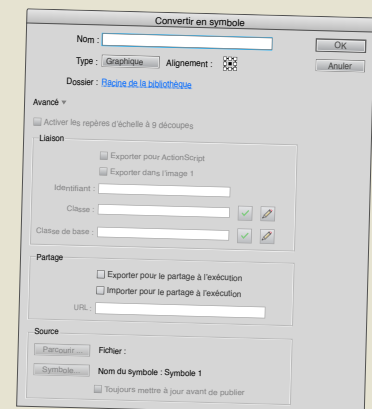 Convertir en symbole
Nom :
OK
Type : Graphique Alignement :
Anuler
Dossier : Racine de la bibliothèque
Avancé
Activer les repères d'échelle à 9 découpes
Liaison
Exporter pour ActionScript
Exporter dans l'image 1
Identifiant :
Classe :
Classe de base :
Partage
Exporter pour le partage à l'exécution
Importer pour le partage à l'exécution
URL :
Source
Parcourir... Fichier :
Symbole... Nom du symbole : Symbole 1
Toujours mettre à jour avant de publier